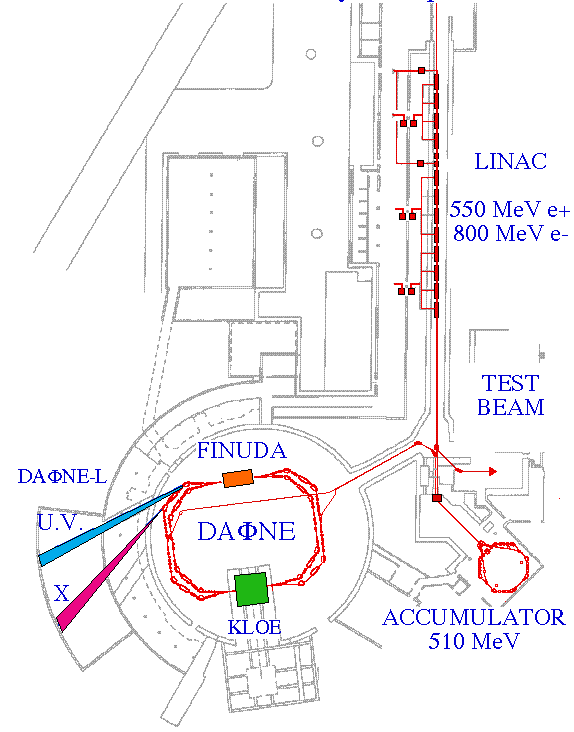 LINAC
550 MeV e+
800 MeV e-
TEST
BEAM
FINUDA
DAΦNE-L
U.V.
DAΦNE
X
KLOE
ACCUMULATOR
510 MeV